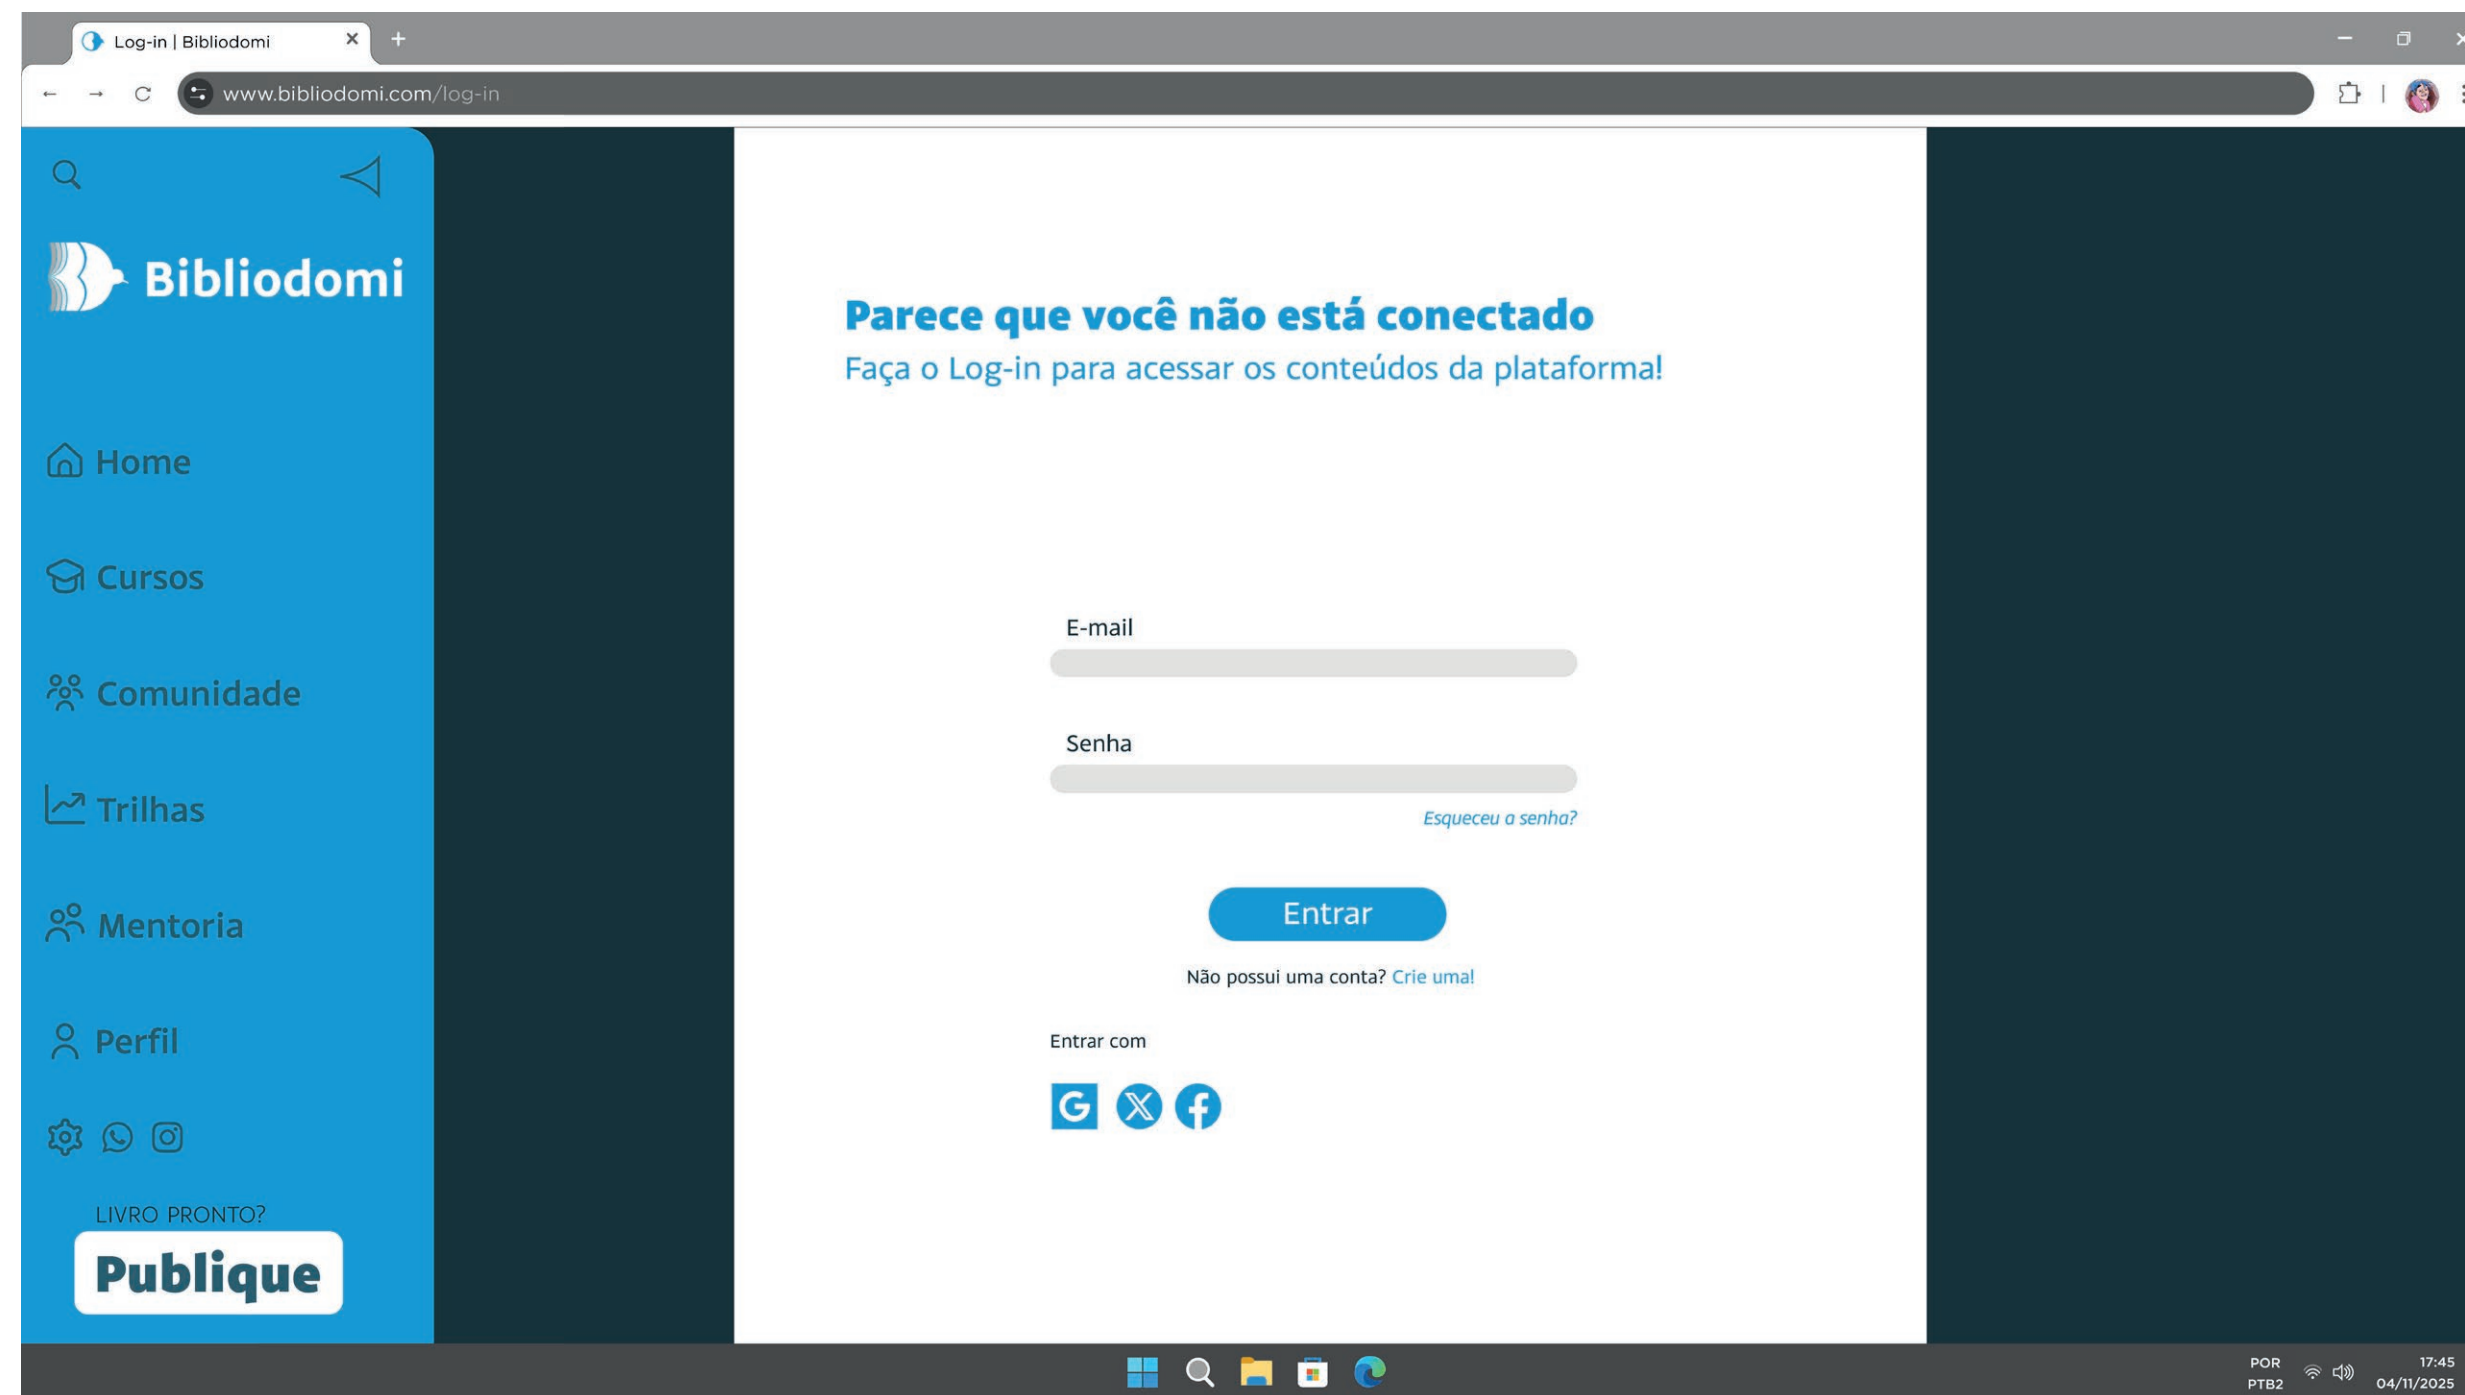 Log-in | Bibliodomi
www.bibliodomi.com/log-in
Bibliodomi
Home
Cursos
Comunidade
Trilhas
Mentoria
Perfil
LIVRO PRONTO?
Publique
Parece que você não está conectado
Faça o Log-in para acessar os conteúdos da plataforma!
E-mail
Senha
Esqueceu a senha?
Entrar
Não possui uma conta? Crie uma!
Entrar com
POR
PTB2
17:45
04/11/2025